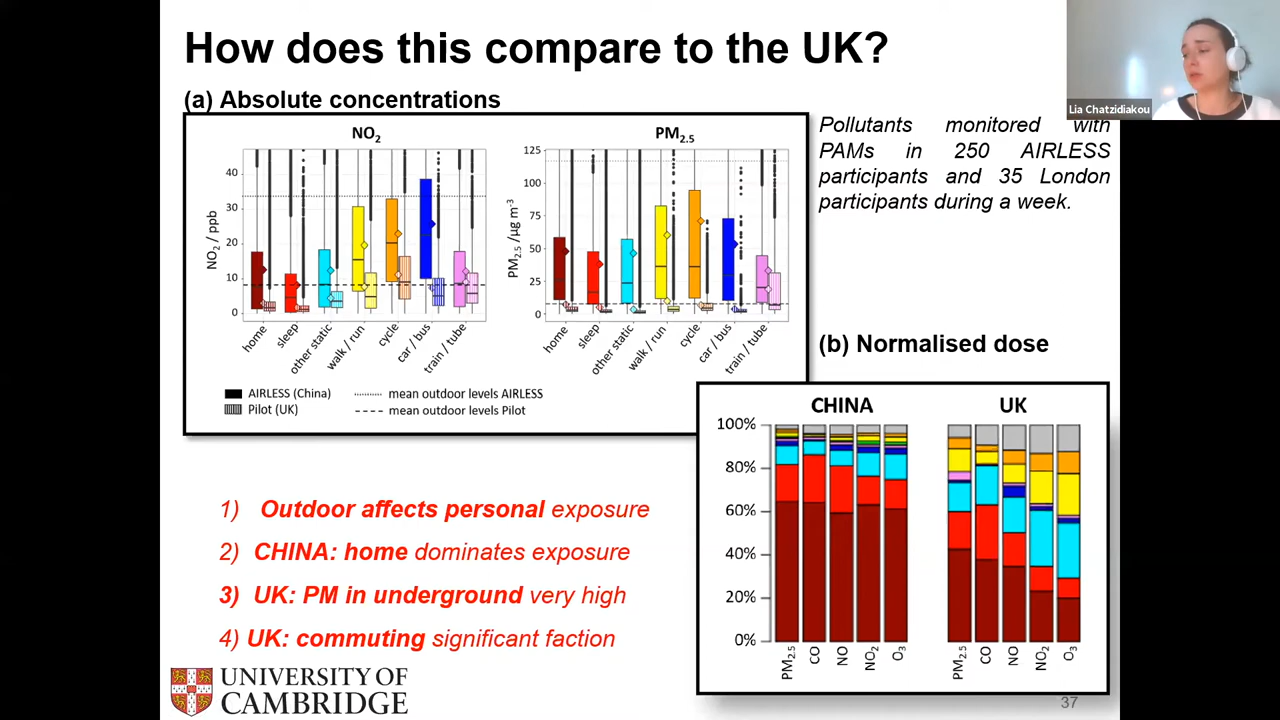 How does this compare to the UK?
Lia Chatzidiakou
(a) Absolute concentrations
NO2
PM2.5
NO2 / ppb
40
30
20
10
0
home
sleep
other static
walk / run
cycle
car / bus
train / tube
PM2.5 /µg m-3
125
100
75
50
25
0
home
sleep
other static
walk / run
cycle
car / bus
train / tube
AIRLESS (China)
Pilot (UK)
mean outdoor levels AIRLESS
mean outdoor levels Pilot
Pollutants monitored with
PAMs in 250 AIRLESS
participants and 35 London
participants during a week.
(b) Normalised dose
CHINA
UK
100%
80%
60%
40%
20%
0%
PM2.5
CO
NO
NO2
O3
PM2.5
CO
NO
NO2
O3
1) Outdoor affects personal exposure
2) CHINA: home dominates exposure
3) UK: PM in underground very high
4) UK: commuting significant faction
UNIVERSITY OF
CAMBRIDGE
37